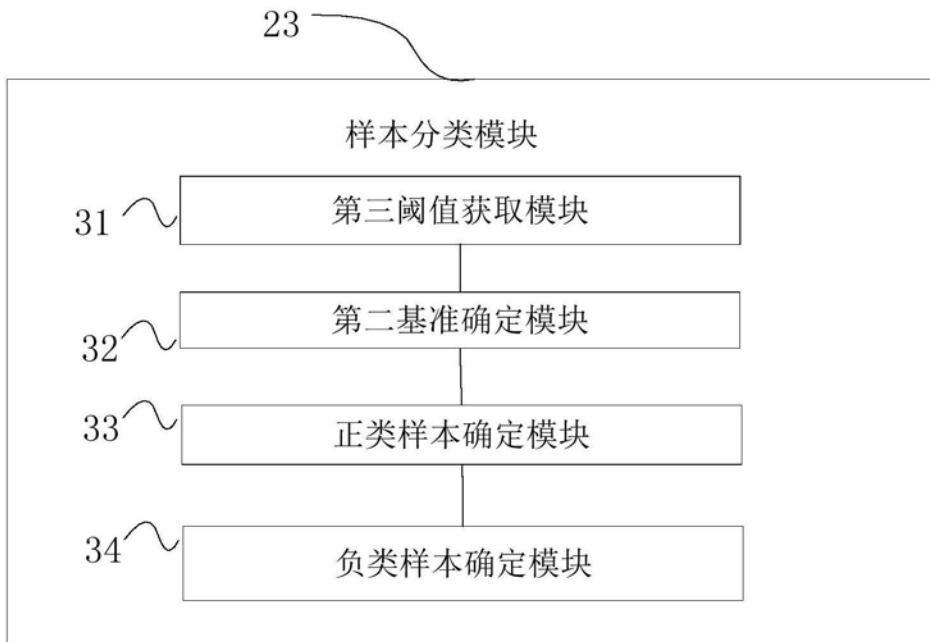 23
样本分类模块
31
第三阈值获取模块
32
第二基准确定模块
33
正类样本确定模块
34
负类样本确定模块